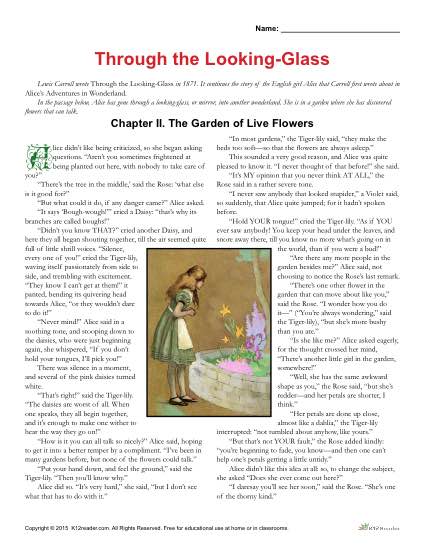 Name:
Through the Looking-Glass
Lewis Carroll wrote Through the Looking-Glass in 1871. It continues the story of the English girl Alice that Carroll first wrote about in
Alice's Adventures in Wonderland.
In the passage below, Alice has gone through a looking-glass, or mirror, into another wonderland. She is in a garden where she has discovered
flowers that can talk.
Chapter II. The Garden of Live Flowers
Alice didn't like being criticized, so she began asking
questions. "Aren't you sometimes frightened at
being planted out here, with nobody to take care of
you?"
"There's the tree in the middle,' said the Rose: 'what else
is it good for?"
"But what could it do, if any danger came?" Alice asked.
"It says 'Bough-wough!'" cried a Daisy: "that's why its
branches are called boughs!"
"Didn't you know THAT?" cried another Daisy, and
here they all began shouting together, till the air seemed quite
full of little shrill voices. "Silence,
every one of you!" cried the Tiger-lily,
waving itself passionately from side to
side, and trembling with excitement.
"They know I can't get at them!" it
panted, bending its quivering head
towards Alice, "or they wouldn't dare
to do it!"
"Never mind!" Alice said in a
soothing tone, and stooping down to
the daisies, who were just beginning
again, she whispered, "If you don't
hold your tongues, I'll pick you!"
There was silence in a moment,
and several of the pink daisies turned
white.
"That's right!" said the Tiger-lily.
"The daisies are worst of all. When
one speaks, they all begin together,
and it's enough to make one wither to
hear the way they go on!"
"How is it you can all talk so nicely?" Alice said, hoping
to get it into a better temper by a compliment. "I've been in
many gardens before, but none of the flowers could talk."
"Put your hand down, and feel the ground," said the
Tiger-lily. "Then you'll know why."
Alice did so. "It's very hard," she said, "but I don't see
what that has to do with it."
"In most gardens," the Tiger-lily said, "they make the
beds too soft—so that the flowers are always asleep."
This sounded a very good reason, and Alice was quite
pleased to know it. "I never thought of that before!" she said.
"It's MY opinion that you never think AT ALL," the
Rose said in a rather severe tone.
"I never saw anybody that looked stupider," a Violet said,
so suddenly, that Alice quite jumped; for it hadn't spoken
before.
"Hold YOUR tongue!" cried the Tiger-lily. "As if YOU
ever saw anybody! You keep your head under the leaves, and
snore away there, till you know no more what's going on in
the world, than if you were a bud!"
"Are there any more people in the
garden besides me?" Alice said, not
choosing to notice the Rose's last remark.
"There's one other flower in the
garden that can move about like you,"
said the Rose. "I wonder how you do
it—" ("You're always wondering," said
the Tiger-lily), "but she's more bushy
than you are."
"Is she like me?" Alice asked eagerly,
for the thought crossed her mind,
"There's another little girl in the garden,
somewhere!"
"Well, she has the same awkward
shape as you," the Rose said, "but she's
redder—and her petals are shorter, I
think."
"Her petals are done up close,
almost like a dahlia," the Tiger-lily
interrupted: "not tumbled about anyhow, like yours."
"But that's not YOUR fault," the Rose added kindly:
"you're beginning to fade, you know—and then one can't
help one's petals getting a little untidy."
Alice didn't like this idea at all: so, to change the subject,
she asked "Does she ever come out here?"
"I daresay you'll see her soon," said the Rose. "She's one
of the thorny kind."
Copyright © 2015 K12reader.com. All Rights Reserved. Free for educational use at home or in classrooms.
K12reader